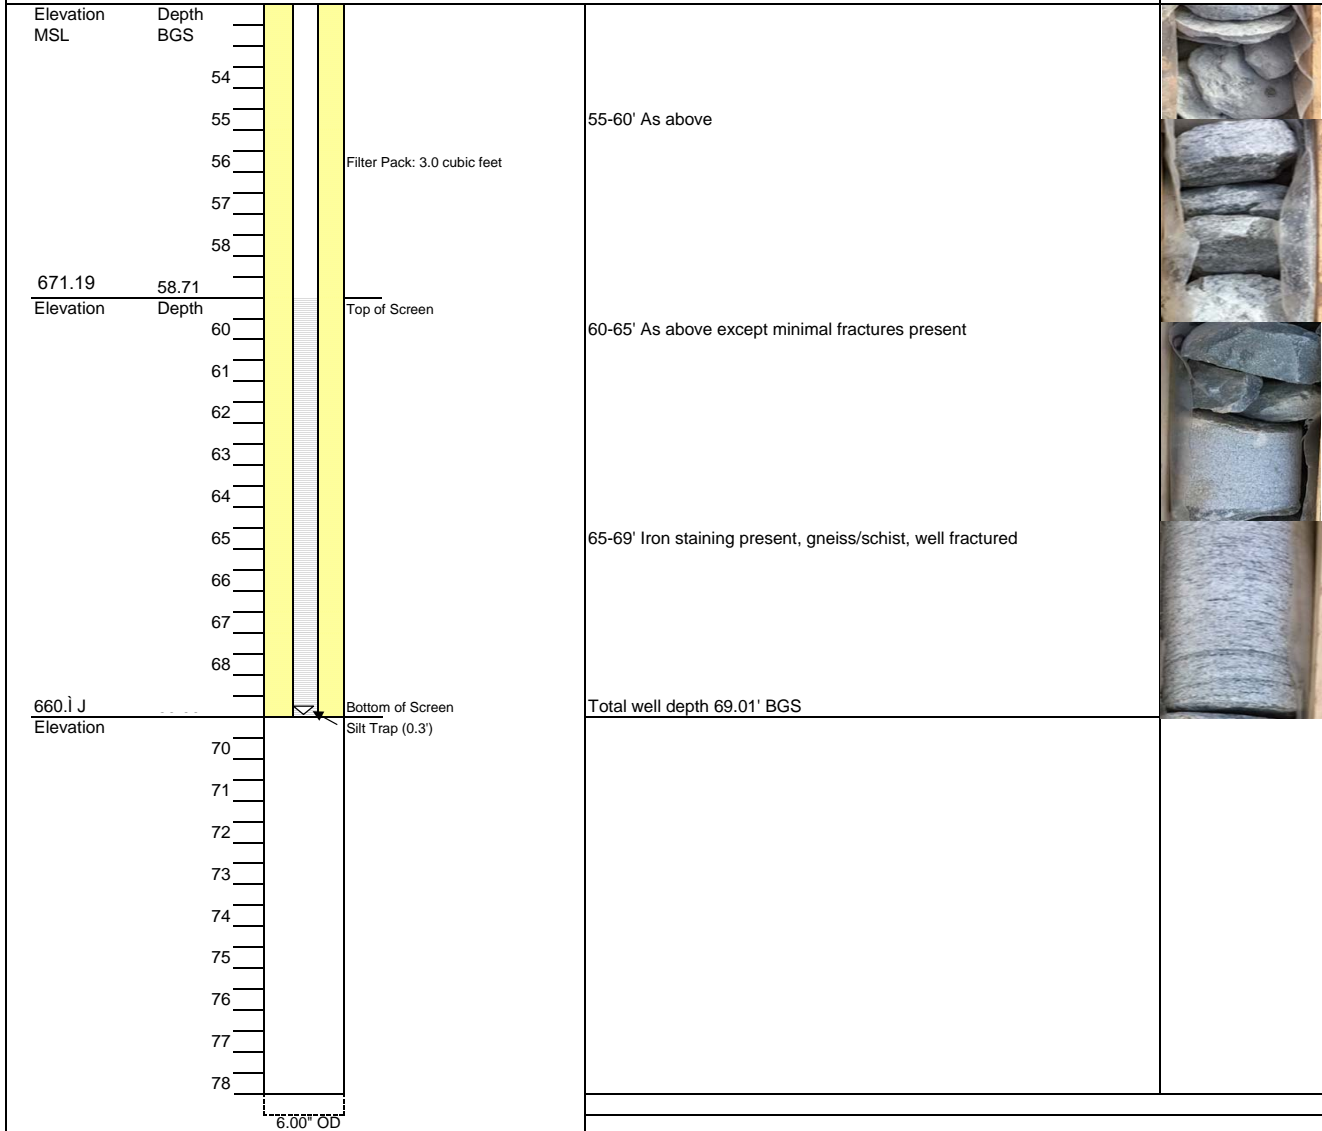 Elevation Depth
MSL BGS
54
55 55-60' As above
56 Filter Pack: 3.0 cubic feet
57
58
671.19 58.71
Elevation Depth Top of Screen
60 60-65' As above except minimal fractures present
61
62
63
64
65 65-69' Iron staining present, gneiss/schist, well fractured
66
67
68
660.Ì J Bottom of Screen Total well depth 69.01' BGS
Elevation Silt Trap (0.3')
70
71
72
73
74
75
76
77
78
6.00" OD